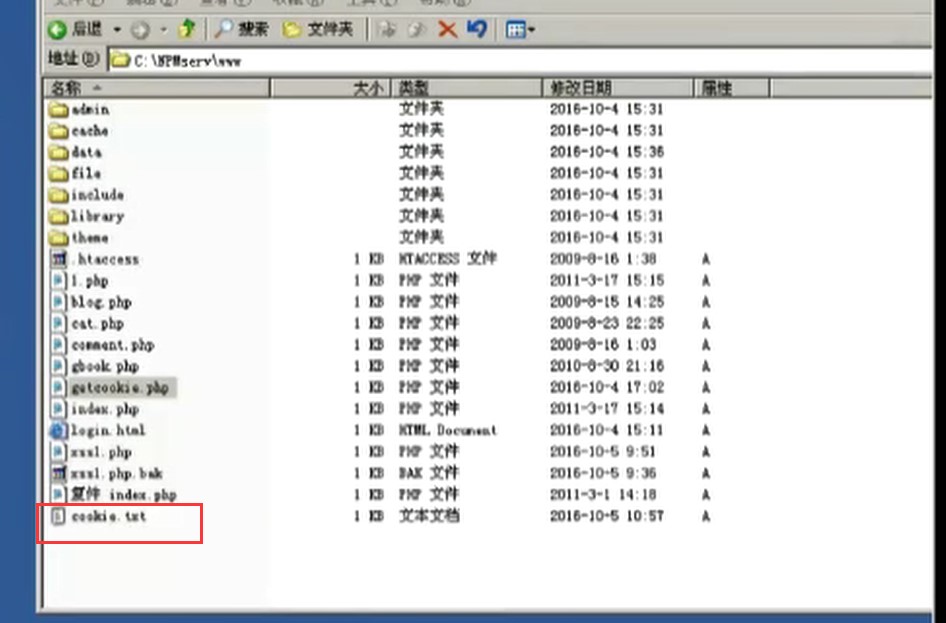 后退 搜索 文件夹
地址(D) C:\NPMserv\www
名称 大小 类型 修改日期 属性
admin 文件夹 2016-10-4 15:31
cache 文件夹 2016-10-4 15:31
data 文件夹 2016-10-4 15:36
file 文件夹 2016-10-4 15:31
include 文件夹 2016-10-4 15:31
library 文件夹 2016-10-4 15:31
theme 文件夹 2016-10-4 15:31
.htaccess 1 KB HTACCESS 文件 2009-8-16 1:38 A
1.php 1 KB PHP 文件 2011-3-17 15:15 A
blog.php 1 KB PHP 文件 2009-8-15 14:25 A
cat.php 1 KB PHP 文件 2009-8-23 22:25 A
comment.php 1 KB PHP 文件 2009-8-16 1:03 A
gbook.php 1 KB PHP 文件 2010-8-30 21:16 A
getcookie.php 1 KB PHP 文件 2016-10-4 17:02 A
index.php 1 KB PHP 文件 2011-3-17 15:14 A
login.html 1 KB HTML Document 2016-10-4 15:11 A
xss1.php 1 KB PHP 文件 2016-10-5 9:51 A
xss1.php.bak 1 KB BAK 文件 2016-10-5 9:36 A
复件 index.php 1 KB PHP 文件 2011-3-1 14:18 A
cookie.txt 1 KB 文本文档 2016-10-5 10:57 A